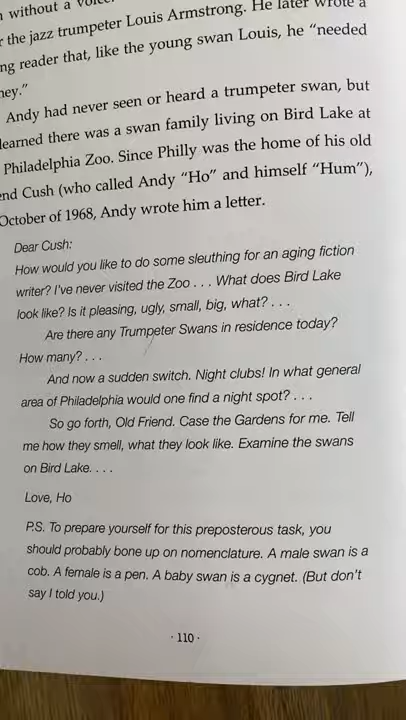 without a voice.
r the jazz trumpeter Louis Armstrong. He later wrote a
ng reader that, like the young swan Louis, he “needed
ney.”
Andy had never seen or heard a trumpeter swan, but
learned there was a swan family living on Bird Lake at
Philadelphia Zoo. Since Philly was the home of his old
end Cush (who called Andy “Ho” and himself “Hum”),
October of 1968, Andy wrote him a letter.
Dear Cush:
How would you like to do some sleuthing for an aging fiction
writer? I’ve never visited the Zoo . . . What does Bird Lake
look like? Is it pleasing, ugly, small, big, what? . . .
Are there any Trumpeter Swans in residence today?
How many? . . .
And now a sudden switch. Night clubs! In what general
area of Philadelphia would one find a night spot? . . .
So go forth, Old Friend. Case the Gardens for me. Tell
me how they smell, what they look like. Examine the swans
on Bird Lake. . . .
Love, Ho
P.S. To prepare yourself for this preposterous task, you
should probably bone up on nomenclature. A male swan is a
cob. A female is a pen. A baby swan is a cygnet. (But don’t
say I told you.)
· 110 ·